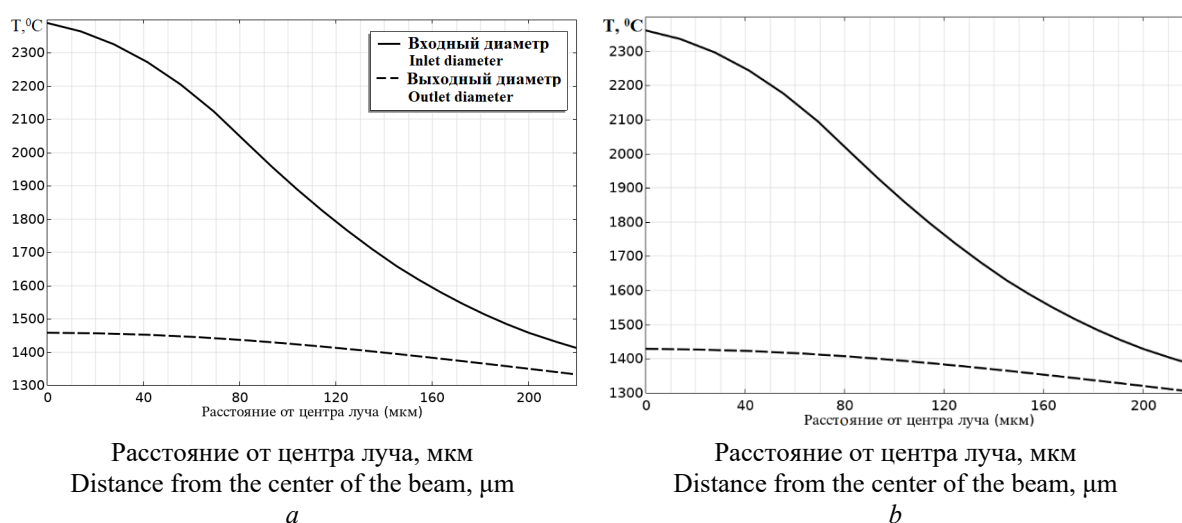 a
b
T, ⁰C
2300
2200
2100
2000
1900
1800
1700
1600
1500
1400
1300
0
40
80
120
160
200
Входный диаметр
Inlet diameter
Выходный диаметр
Outlet diameter
Расстояние от центра луча (мкм)
Расстояние от центра луча, мкм
Distance from the center of the beam, μm
a
T, ⁰C
2300
2200
2100
2000
1900
1800
1700
1600
1500
1400
1300
0
40
80
120
160
200
Расстояние от центра луча (мкм)
Расстояние от центра луча, мкм
Distance from the center of the beam, μm
b